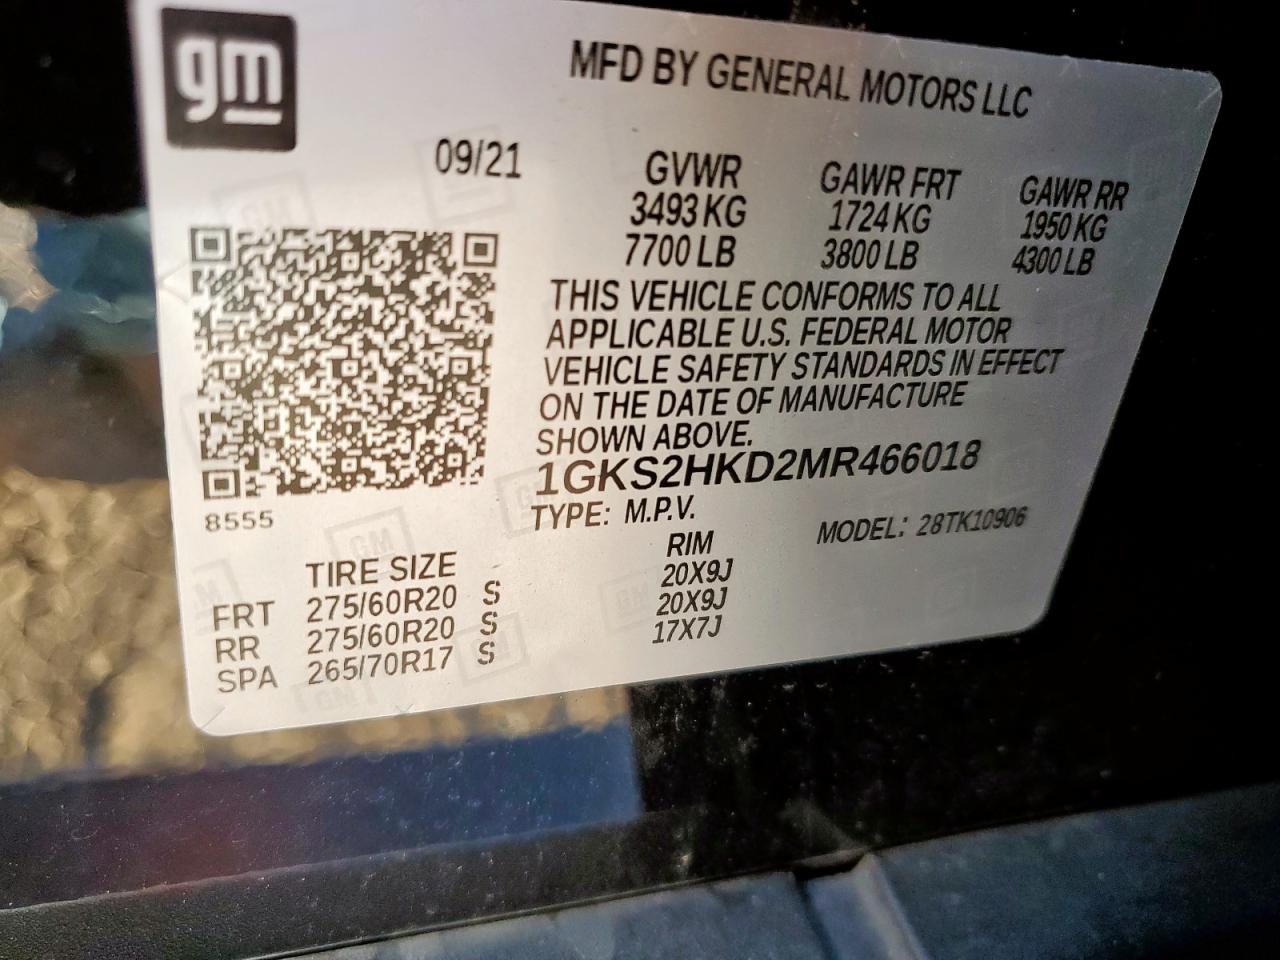 gm
MFD BY GENERAL MOTORS LLC
09/21 GVWR GAWR FRT GAWR RR
3493 KG 1724 KG 1950 KG
7700 LB 3800 LB 4300 LB
THIS VEHICLE CONFORMS TO ALL
APPLICABLE U.S. FEDERAL MOTOR
VEHICLE SAFETY STANDARDS IN EFFECT
ON THE DATE OF MANUFACTURE
SHOWN ABOVE.
1GKS2HKD2MR466018
8555
TYPE: M.P.V. MODEL: 28TK10906
TIRE SIZE RIM
FRT 275/60R20 S 20X9J
RR 275/60R20 S 20X9J
SPA 265/70R17 S 17X7J